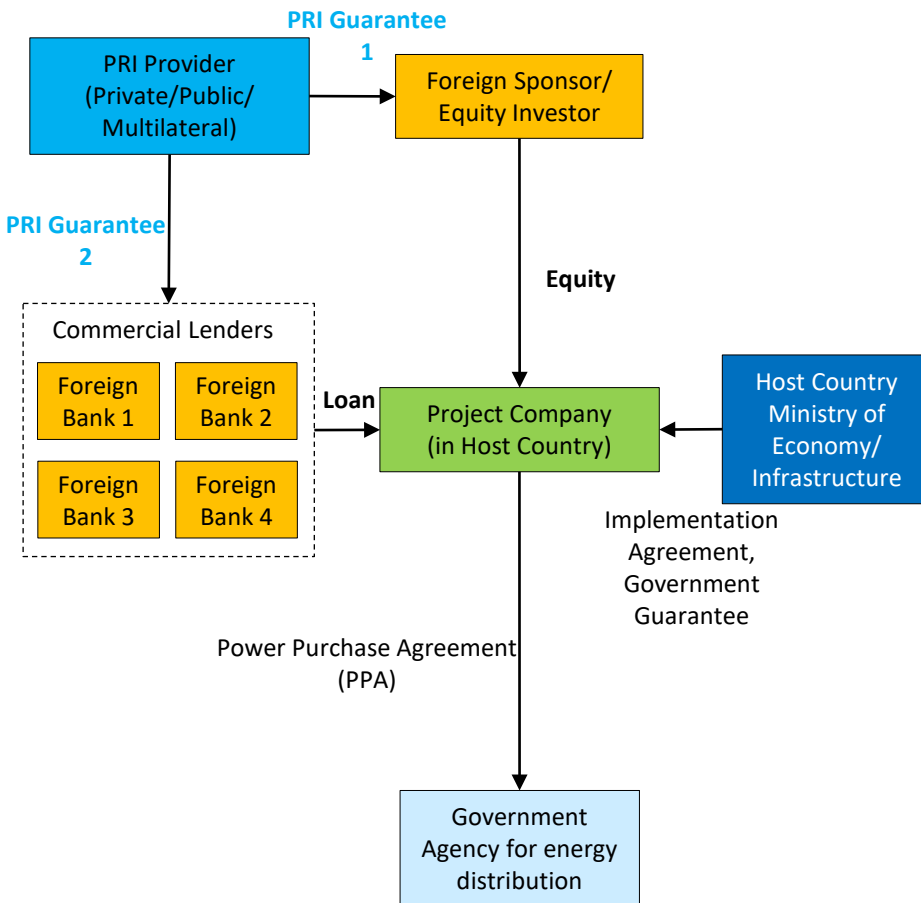 PRI Guarantee
1
PRI Provider
(Private/Public/
Multilateral)
Foreign Sponsor/
Equity Investor
PRI Guarantee
2
Equity
Commercial Lenders
Foreign
Bank 1
Foreign
Bank 2
Foreign
Bank 3
Foreign
Bank 4
Loan
Project Company
(in Host Country)
Host Country
Ministry of
Economy/
Infrastructure
Implementation
Agreement,
Government
Guarantee
Power Purchase Agreement
(PPA)
Government
Agency for energy
distribution